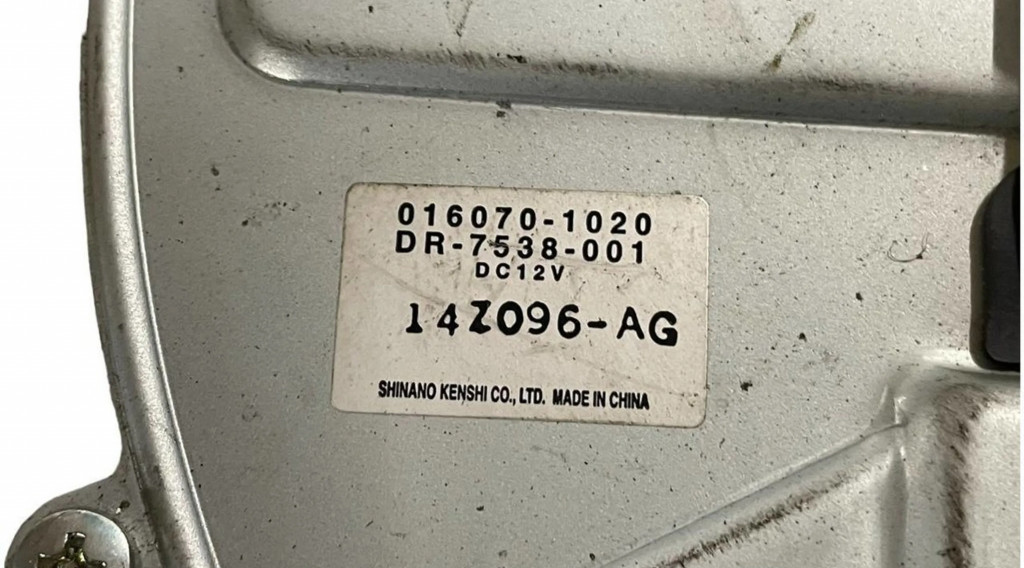 016070-1020
DR-7538-001
DC12V
14Z096-AG
SHINANO KENSHI CO., LTD. MADE IN CHINA